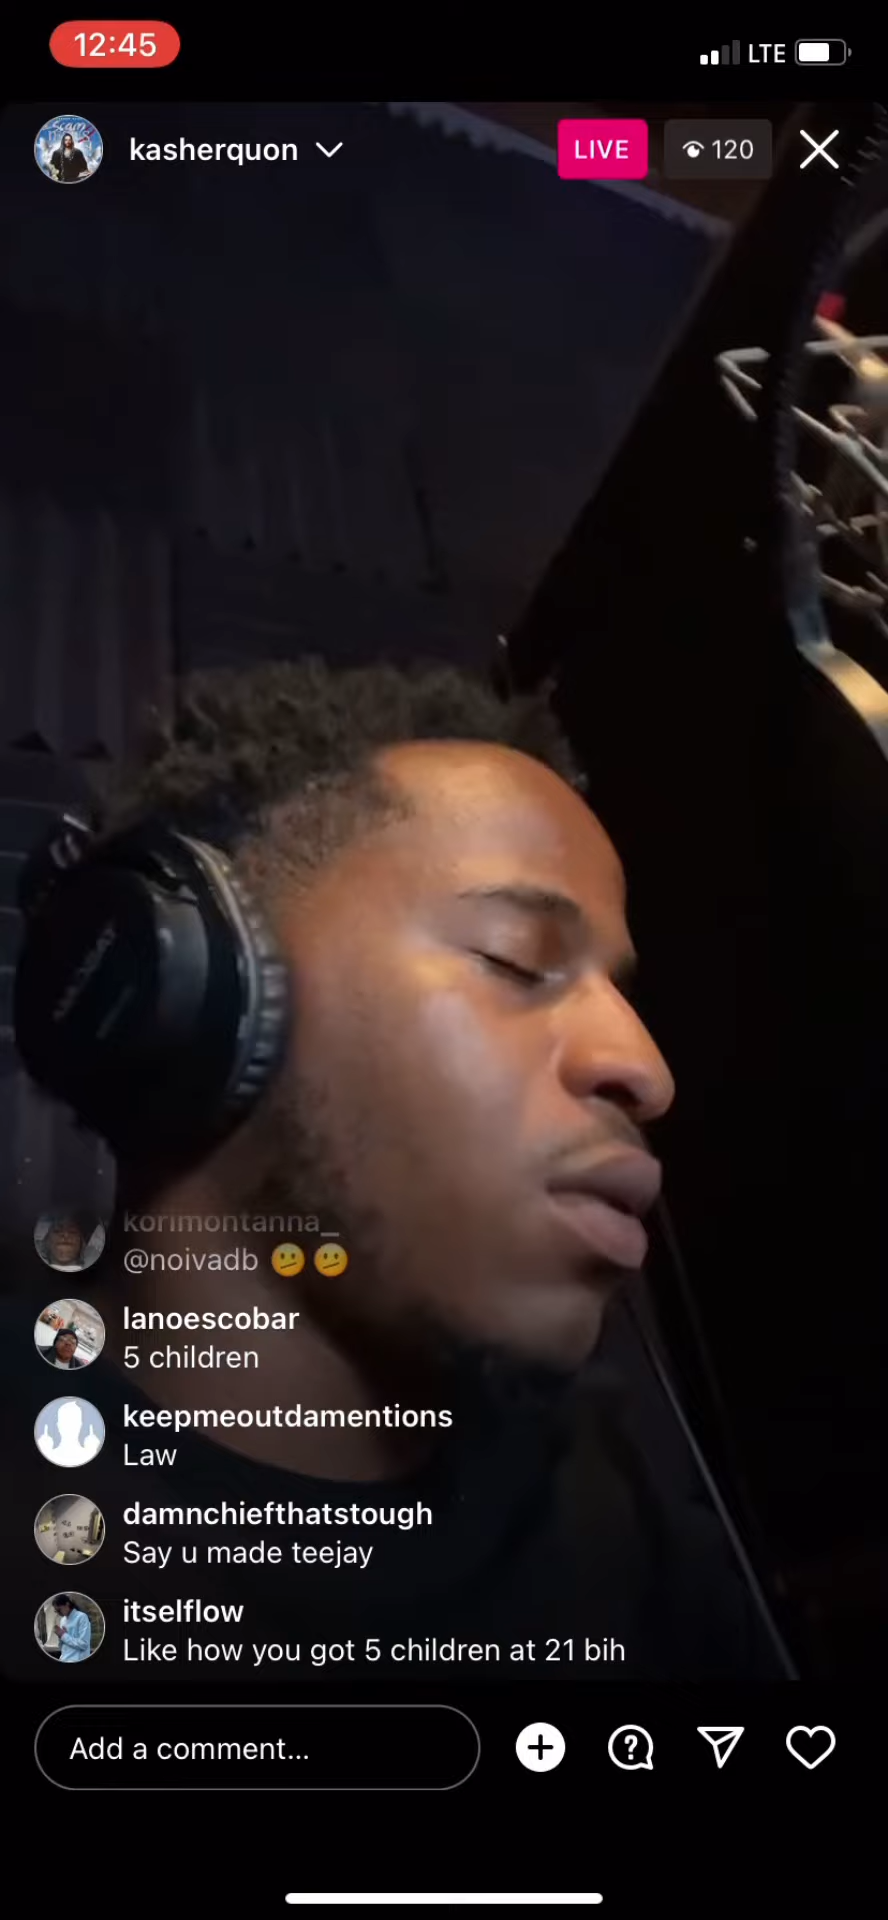 12:45
LTE
Scam
kasherquon
LIVE
120
korimontanna_
@noivadb 🫤 🫤
lanoescobar
5 children
keepmeoutdamentions
Law
damnchiefthatstough
Say u made teejay
itselflow
Like how you got 5 children at 21 bih
Add a comment...